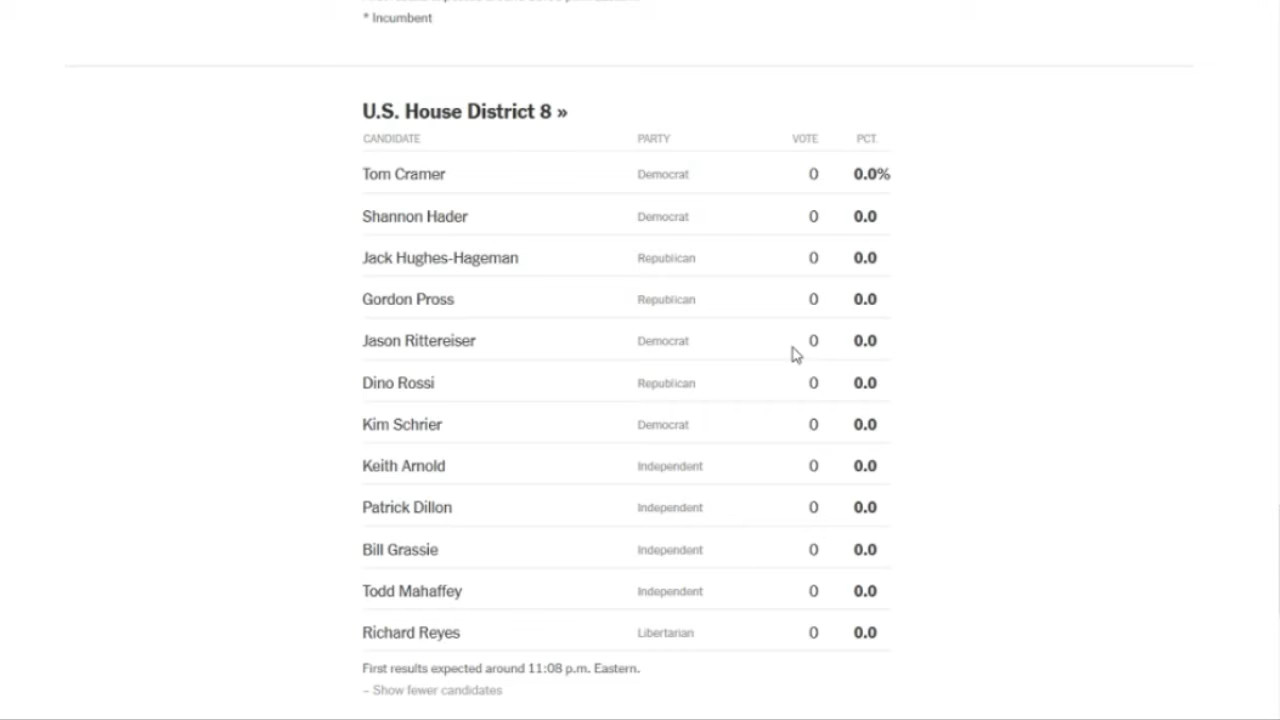 * Incumbent
U.S. House District 8 »
CANDIDATE PARTY VOTE PCT.
Tom Cramer Democrat 0 0.0%
Shannon Hader Democrat 0 0.0
Jack Hughes-Hageman Republican 0 0.0
Gordon Pross Republican 0 0.0
Jason Rittereiser Democrat 0 0.0
Dino Rossi Republican 0 0.0
Kim Schrier Democrat 0 0.0
Keith Arnold Independent 0 0.0
Patrick Dillon Independent 0 0.0
Bill Grassie Independent 0 0.0
Todd Mahaffey Independent 0 0.0
Richard Reyes Libertarian 0 0.0
First results expected around 11:08 p.m. Eastern.
– Show fewer candidates